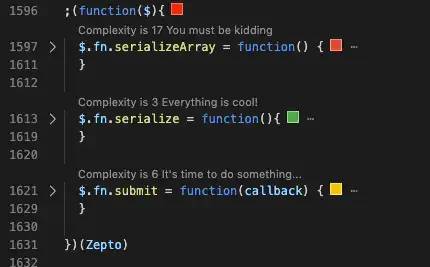 1596 ;(function($){
Complexity is 17 You must be kidding
1597 > $.fn.serializeArray = function() { ⋯
1611 }
1612
Complexity is 3 Everything is cool!
1613 > $.fn.serialize = function(){ ⋯
1619 }
1620
Complexity is 6 It's time to do something...
1621 > $.fn.submit = function(callback) { ⋯
1629 }
1630
1631 })(Zepto)
1632